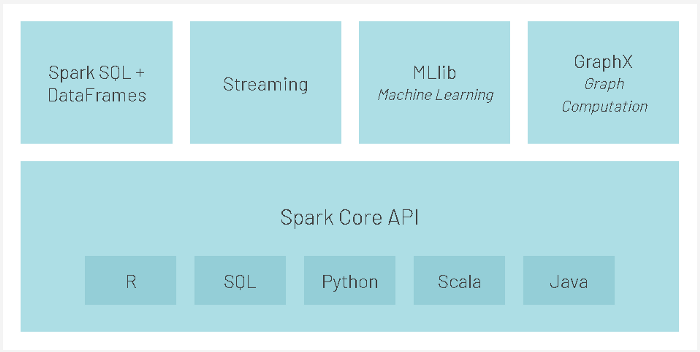 Spark SQL +
DataFrames
Streaming
MLlib
Machine Learning
GraphX
Graph
Computation
Spark Core API
R
SQL
Python
Scala
Java